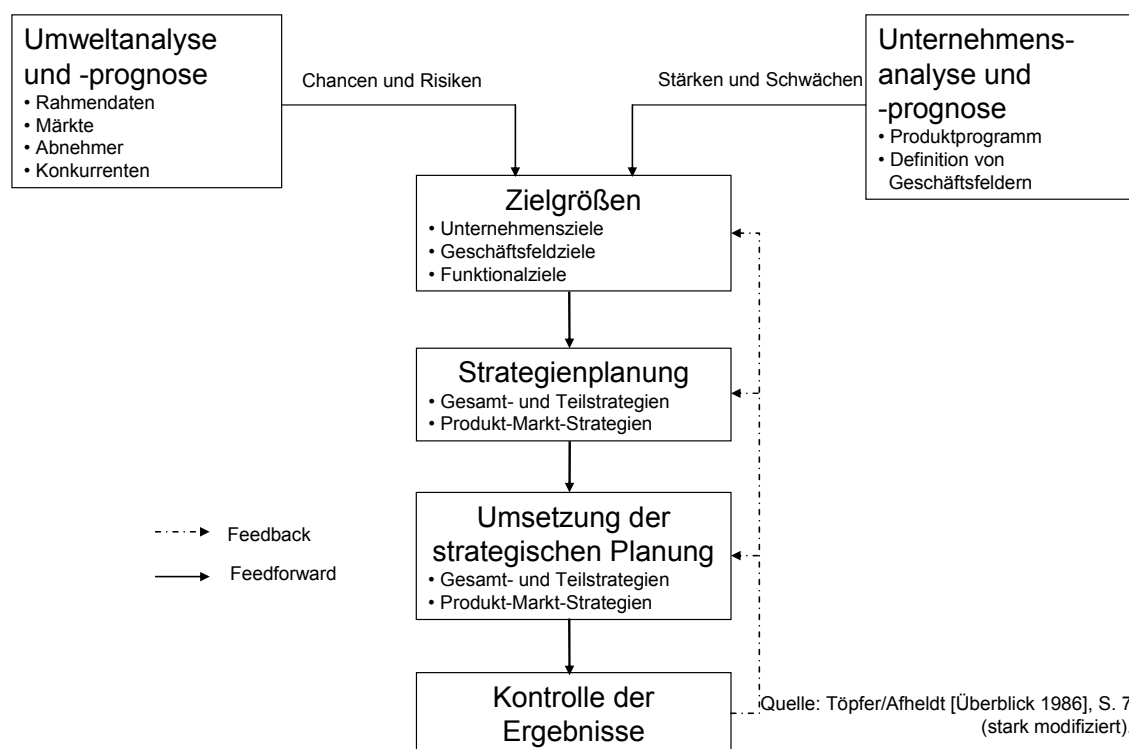 Umweltanalyse
und -prognose
• Rahmendaten
• Märkte
• Abnehmer
• Konkurrenten
Chancen und Risiken
Stärken und Schwächen
Unternehmens-
analyse und
-prognose
• Produktprogramm
• Definition von
Geschäftsfeldern
Zielgrößen
• Unternehmensziele
• Geschäftsfeldziele
• Funktionalziele
Strategienplanung
• Gesamt- und Teilstrategien
• Produkt-Markt-Strategien
Umsetzung der
strategischen Planung
• Gesamt- und Teilstrategien
• Produkt-Markt-Strategien
Feedback
Feedforward
Kontrolle der
Ergebnisse
Quelle: Töpfer/Afheldt [Überblick 1986], S. 7
(stark modifiziert).